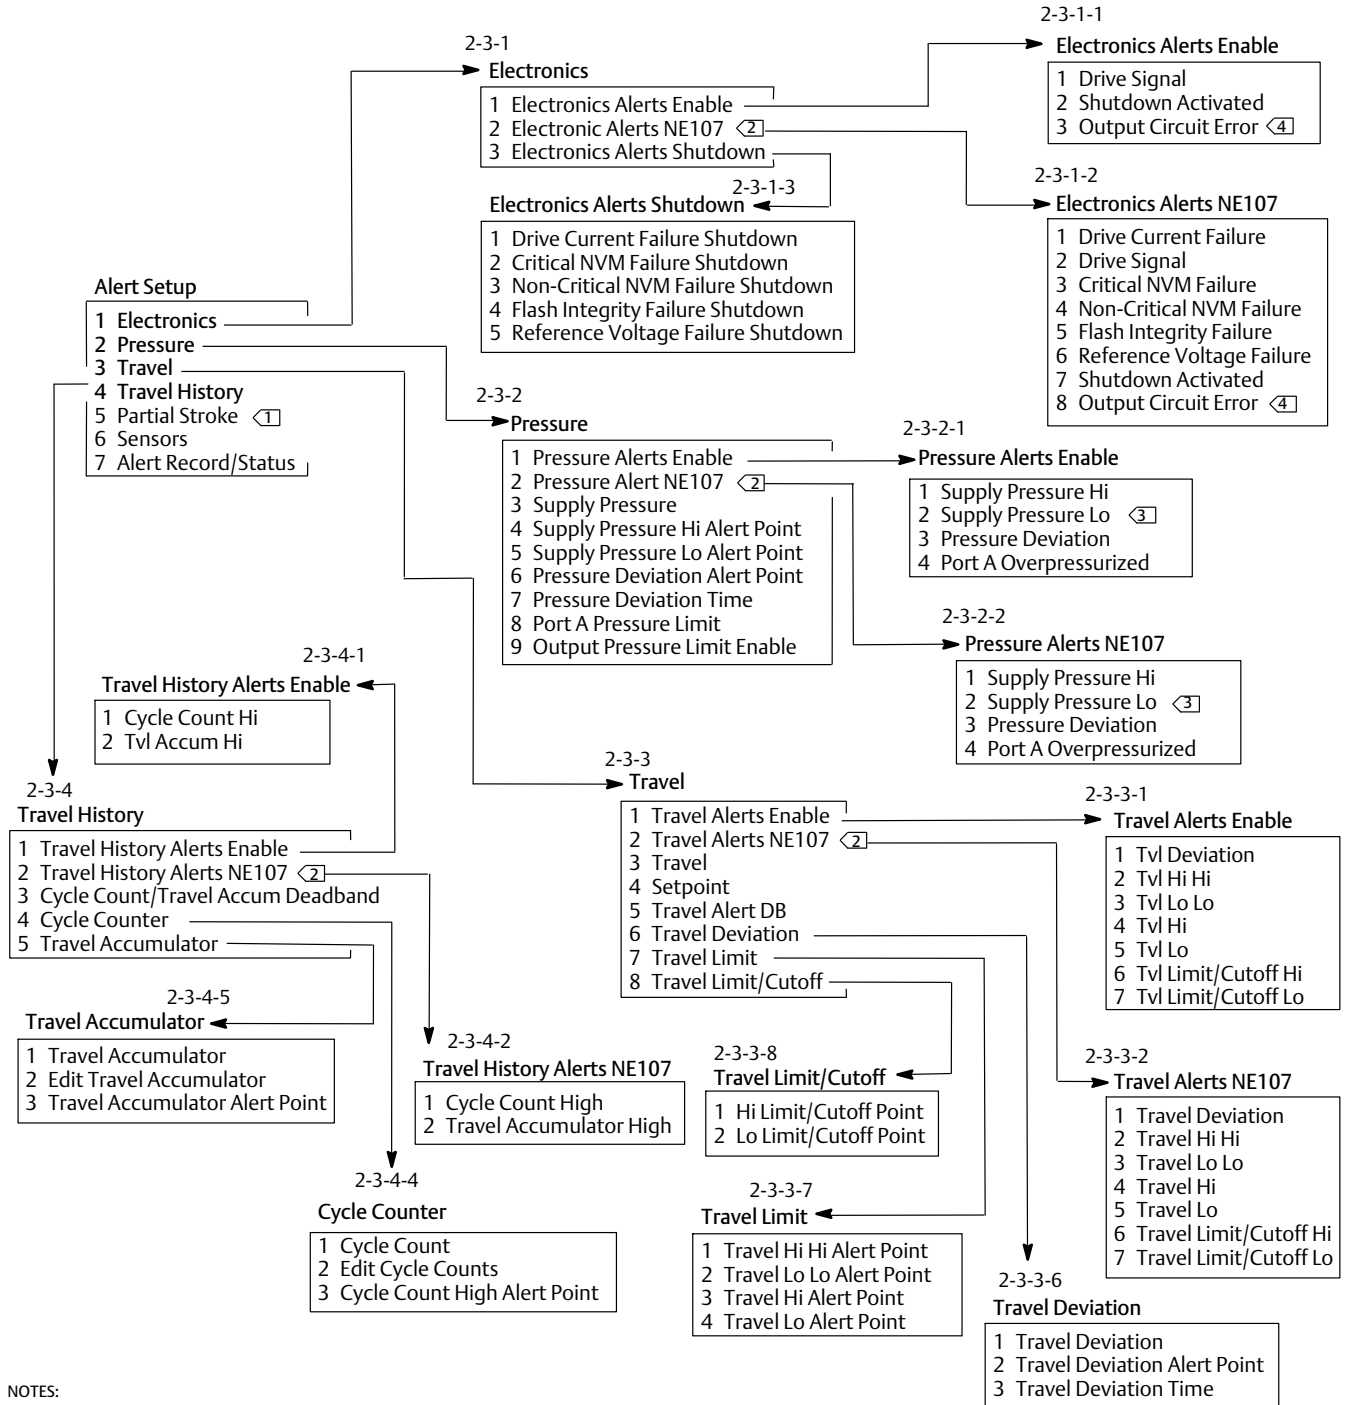 Alert Setup
1 Electronics
2 Pressure
3 Travel
4 Travel History
5 Partial Stroke 1
6 Sensors
7 Alert Record/Status
2-3-1
Electronics
1 Electronics Alerts Enable
2 Electronic Alerts NE107 2
3 Electronics Alerts Shutdown
2-3-1-1
Electronics Alerts Enable
1 Drive Signal
2 Shutdown Activated
3 Output Circuit Error 4
2-3-1-2
Electronics Alerts NE107
1 Drive Current Failure
2 Drive Signal
3 Critical NVM Failure
4 Non-Critical NVM Failure
5 Flash Integrity Failure
6 Reference Voltage Failure
7 Shutdown Activated
8 Output Circuit Error 4
2-3-1-3
Electronics Alerts Shutdown
1 Drive Current Failure Shutdown
2 Critical NVM Failure Shutdown
3 Non-Critical NVM Failure Shutdown
4 Flash Integrity Failure Shutdown
5 Reference Voltage Failure Shutdown
2-3-2
Pressure
1 Pressure Alerts Enable
2 Pressure Alert NE107 2
3 Supply Pressure
4 Supply Pressure Hi Alert Point
5 Supply Pressure Lo Alert Point
6 Pressure Deviation Alert Point
7 Pressure Deviation Time
8 Port A Pressure Limit
9 Output Pressure Limit Enable
2-3-2-1
Pressure Alerts Enable
1 Supply Pressure Hi
2 Supply Pressure Lo 3
3 Pressure Deviation
4 Port A Overpressurized
2-3-2-2
Pressure Alerts NE107
1 Supply Pressure Hi
2 Supply Pressure Lo 3
3 Pressure Deviation
4 Port A Overpressurized
2-3-3
Travel
1 Travel Alerts Enable
2 Travel Alerts NE107 2
3 Travel
4 Setpoint
5 Travel Alert DB
6 Travel Deviation
7 Travel Limit
8 Travel Limit/Cutoff
2-3-3-1
Travel Alerts Enable
1 Tvl Deviation
2 Tvl Hi Hi
3 Tvl Lo Lo
4 Tvl Hi
5 Tvl Lo
6 Tvl Limit/Cutoff Hi
7 Tvl Limit/Cutoff Lo
2-3-3-2
Travel Alerts NE107
1 Travel Deviation
2 Travel Hi Hi
3 Travel Lo Lo
4 Travel Hi
5 Travel Lo
6 Travel Limit/Cutoff Hi
7 Travel Limit/Cutoff Lo
2-3-3-8
Travel Limit/Cutoff
1 Hi Limit/Cutoff Point
2 Lo Limit/Cutoff Point
2-3-3-7
Travel Limit
1 Travel Hi Hi Alert Point
2 Travel Lo Lo Alert Point
3 Travel Hi Alert Point
4 Travel Lo Alert Point
2-3-3-6
Travel Deviation
1 Travel Deviation
2 Travel Deviation Alert Point
3 Travel Deviation Time
2-3-4-1
Travel History Alerts Enable
1 Cycle Count Hi
2 Tvl Accum Hi
2-3-4
Travel History
1 Travel History Alerts Enable
2 Travel History Alerts NE107 2
3 Cycle Count/Travel Accum Deadband
4 Cycle Counter
5 Travel Accumulator
2-3-4-5
Travel Accumulator
1 Travel Accumulator
2 Edit Travel Accumulator
3 Travel Accumulator Alert Point
2-3-4-2
Travel History Alerts NE107
1 Cycle Count High
2 Travel Accumulator High
2-3-4-4
Cycle Counter
1 Cycle Count
2 Edit Cycle Counts
3 Cycle Count High Alert Point
NOTES: